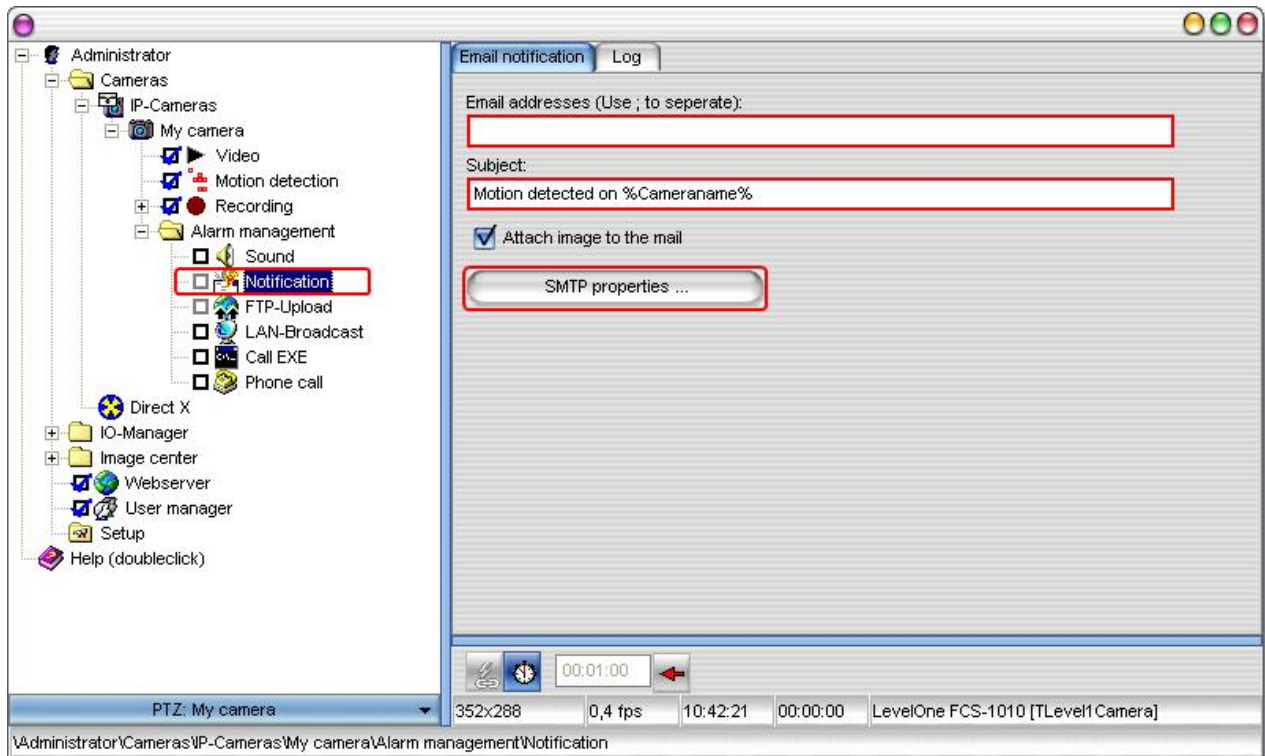 Administrator
Cameras
IP-Cameras
My camera
Video
Motion detection
Recording
Alarm management
Sound
Notification
FTP-Upload
LAN-Broadcast
Call EXE
Phone call
Direct X
IO-Manager
Image center
Webserver
User manager
Setup
Help (doubleclick)
PTZ: My camera
Email notification Log
Email addresses (Use ; to seperate):
Subject:
Motion detected on %Cameraname%
Attach image to the mail
SMTP properties ...
00:01:00
352x288 0,4 fps 10:42:21 00:00:00 LevelOne FCS-1010 [TLevel1Camera]
\Administrator\Cameras\IP-Cameras\My camera\Alarm management\Notification